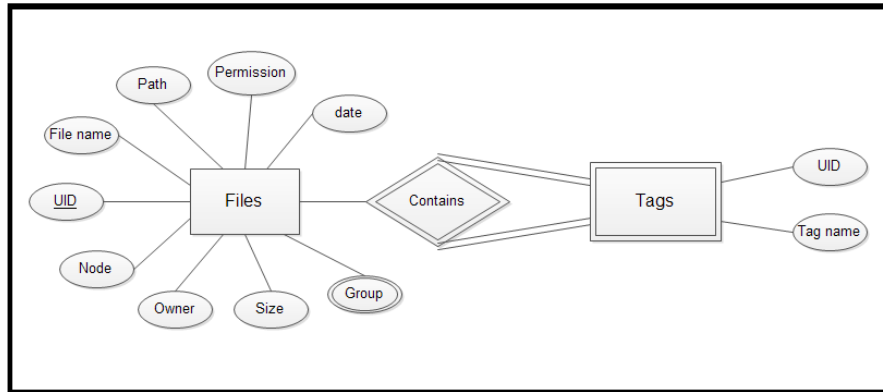 Permission
Path
date
File name
Files
Contains
Tags
UID
UID
Tag name
Node
Owner
Size
Group